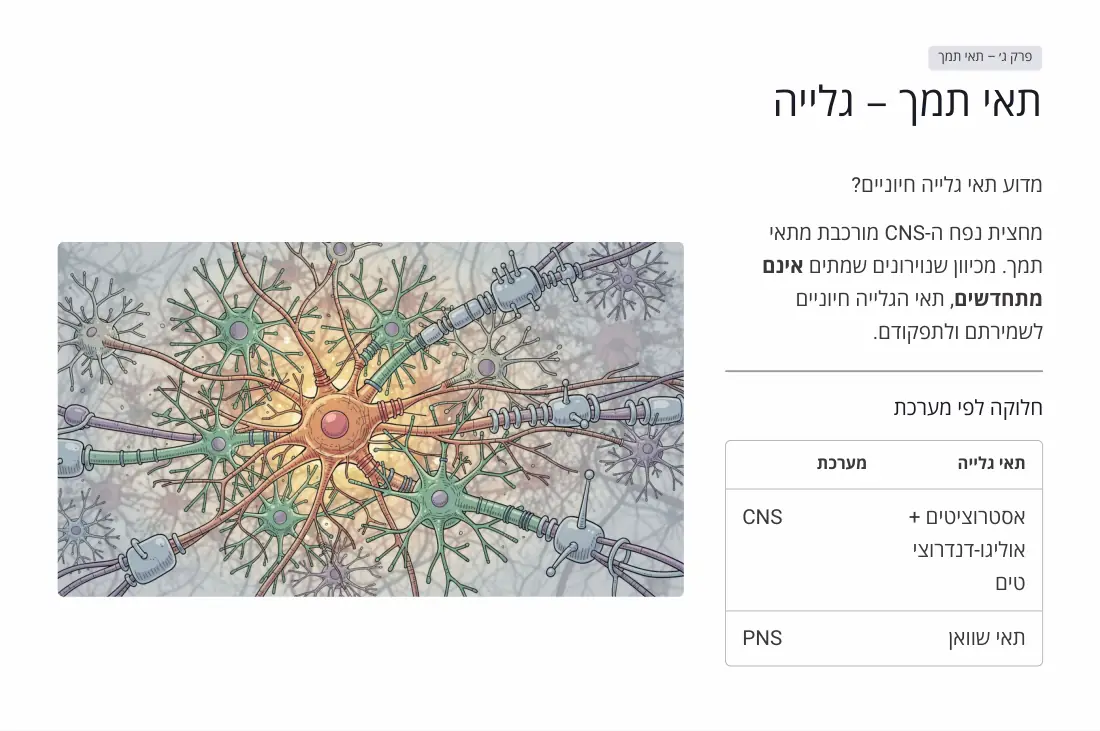 פרק ג׳ – תאי תמך
תאי תמך – גלייה
מדוע תאי גלייה חיוניים?
מחצית נפח ה-CNS מורכבת מתאי
תמך. מכיוון שנוירונים שמתים אינם
מתחדשים, תאי הגלייה חיוניים
לשמירתם ולתפקודם.
חלוקה לפי מערכת
תאי גלייה מערכת
אסטרוציטים + CNS
אוליגו-דנדרוצי
טים
תאי שוואן PNS